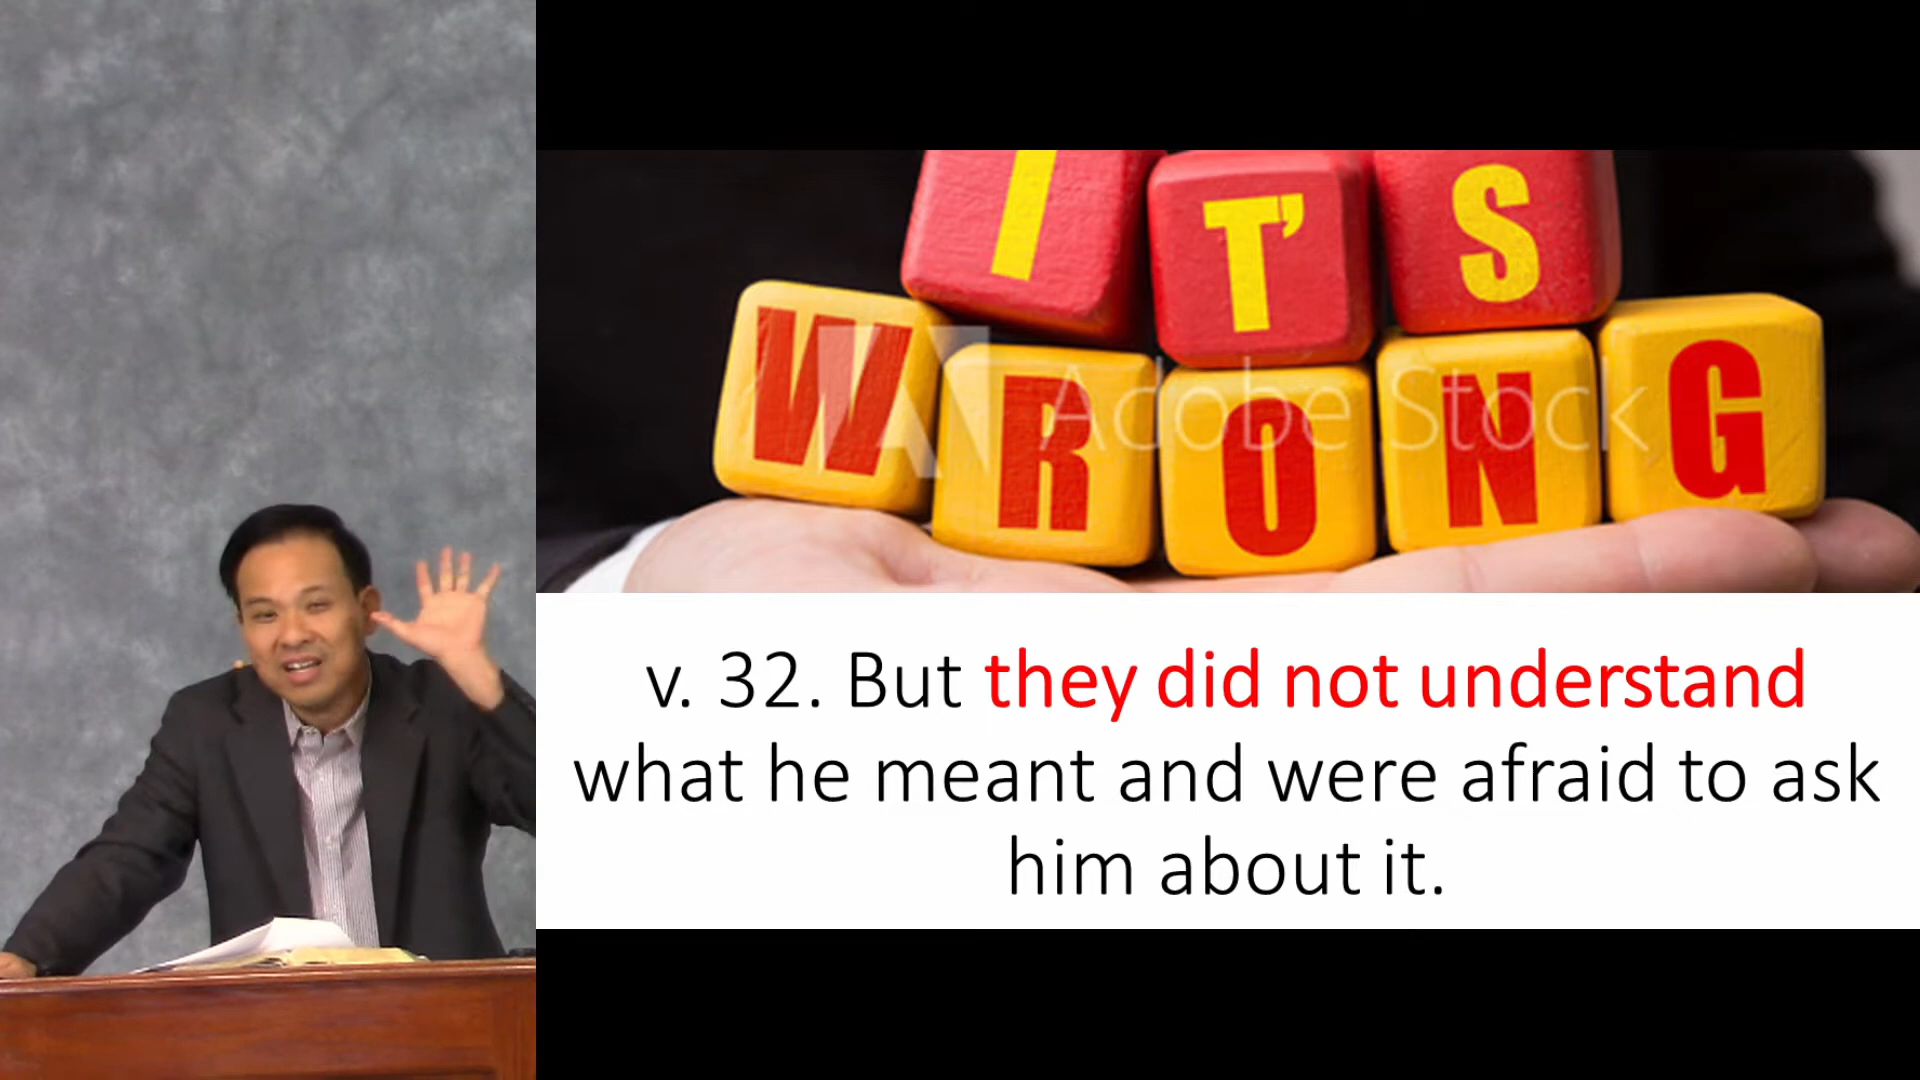 IT'S
WRONG
Adobe Stock
v. 32. But they did not understand
what he meant and were afraid to ask
him about it.